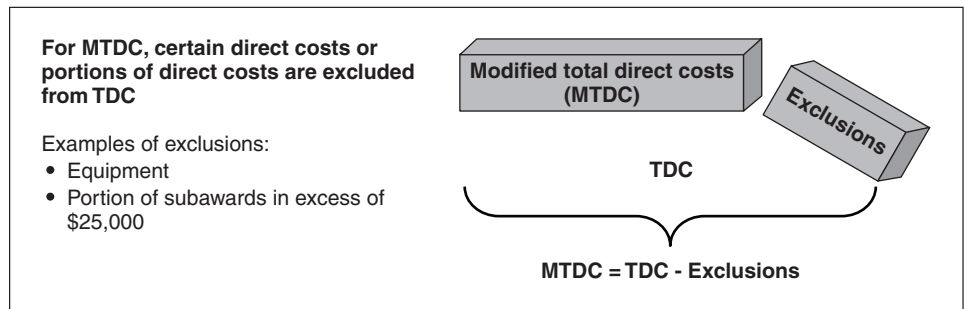 For MTDC, certain direct costs or
portions of direct costs are excluded
from TDC
Examples of exclusions:
• Equipment
• Portion of subawards in excess of
$25,000
Modified total direct costs
(MTDC)
Exclusions
TDC
MTDC = TDC - Exclusions